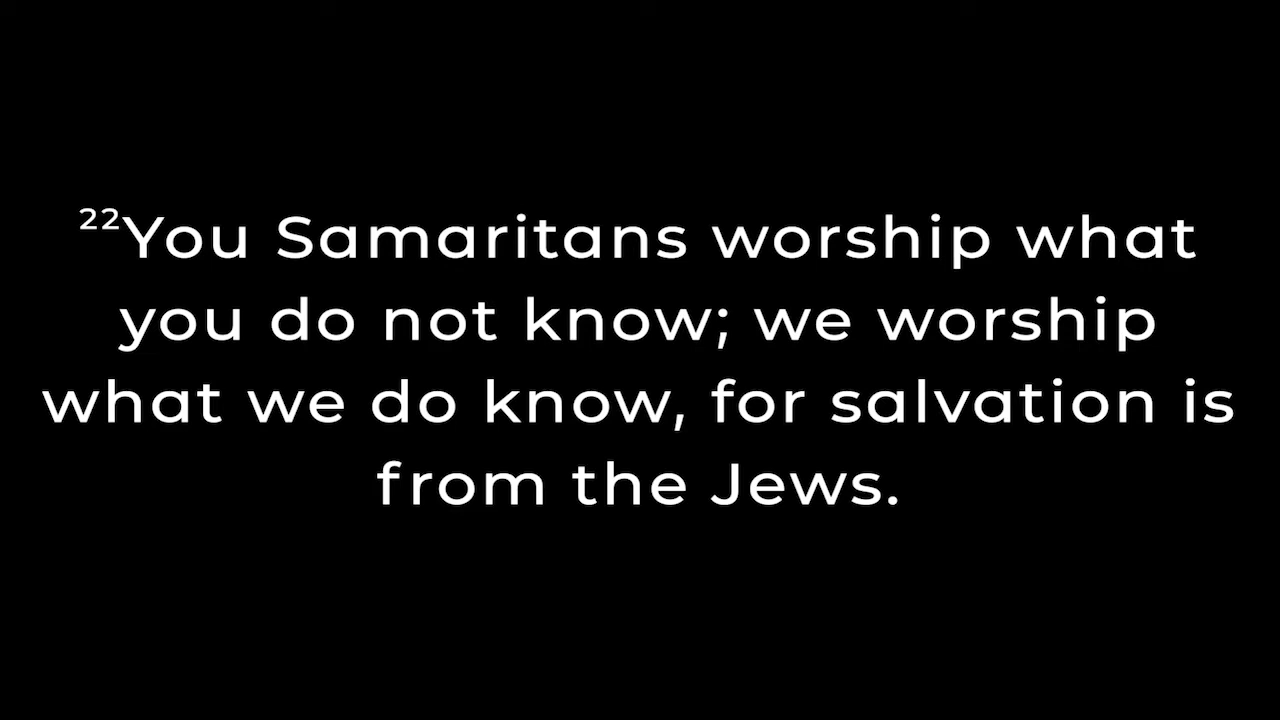 ²²You Samaritans worship what
you do not know; we worship
what we do know, for salvation is
from the Jews.